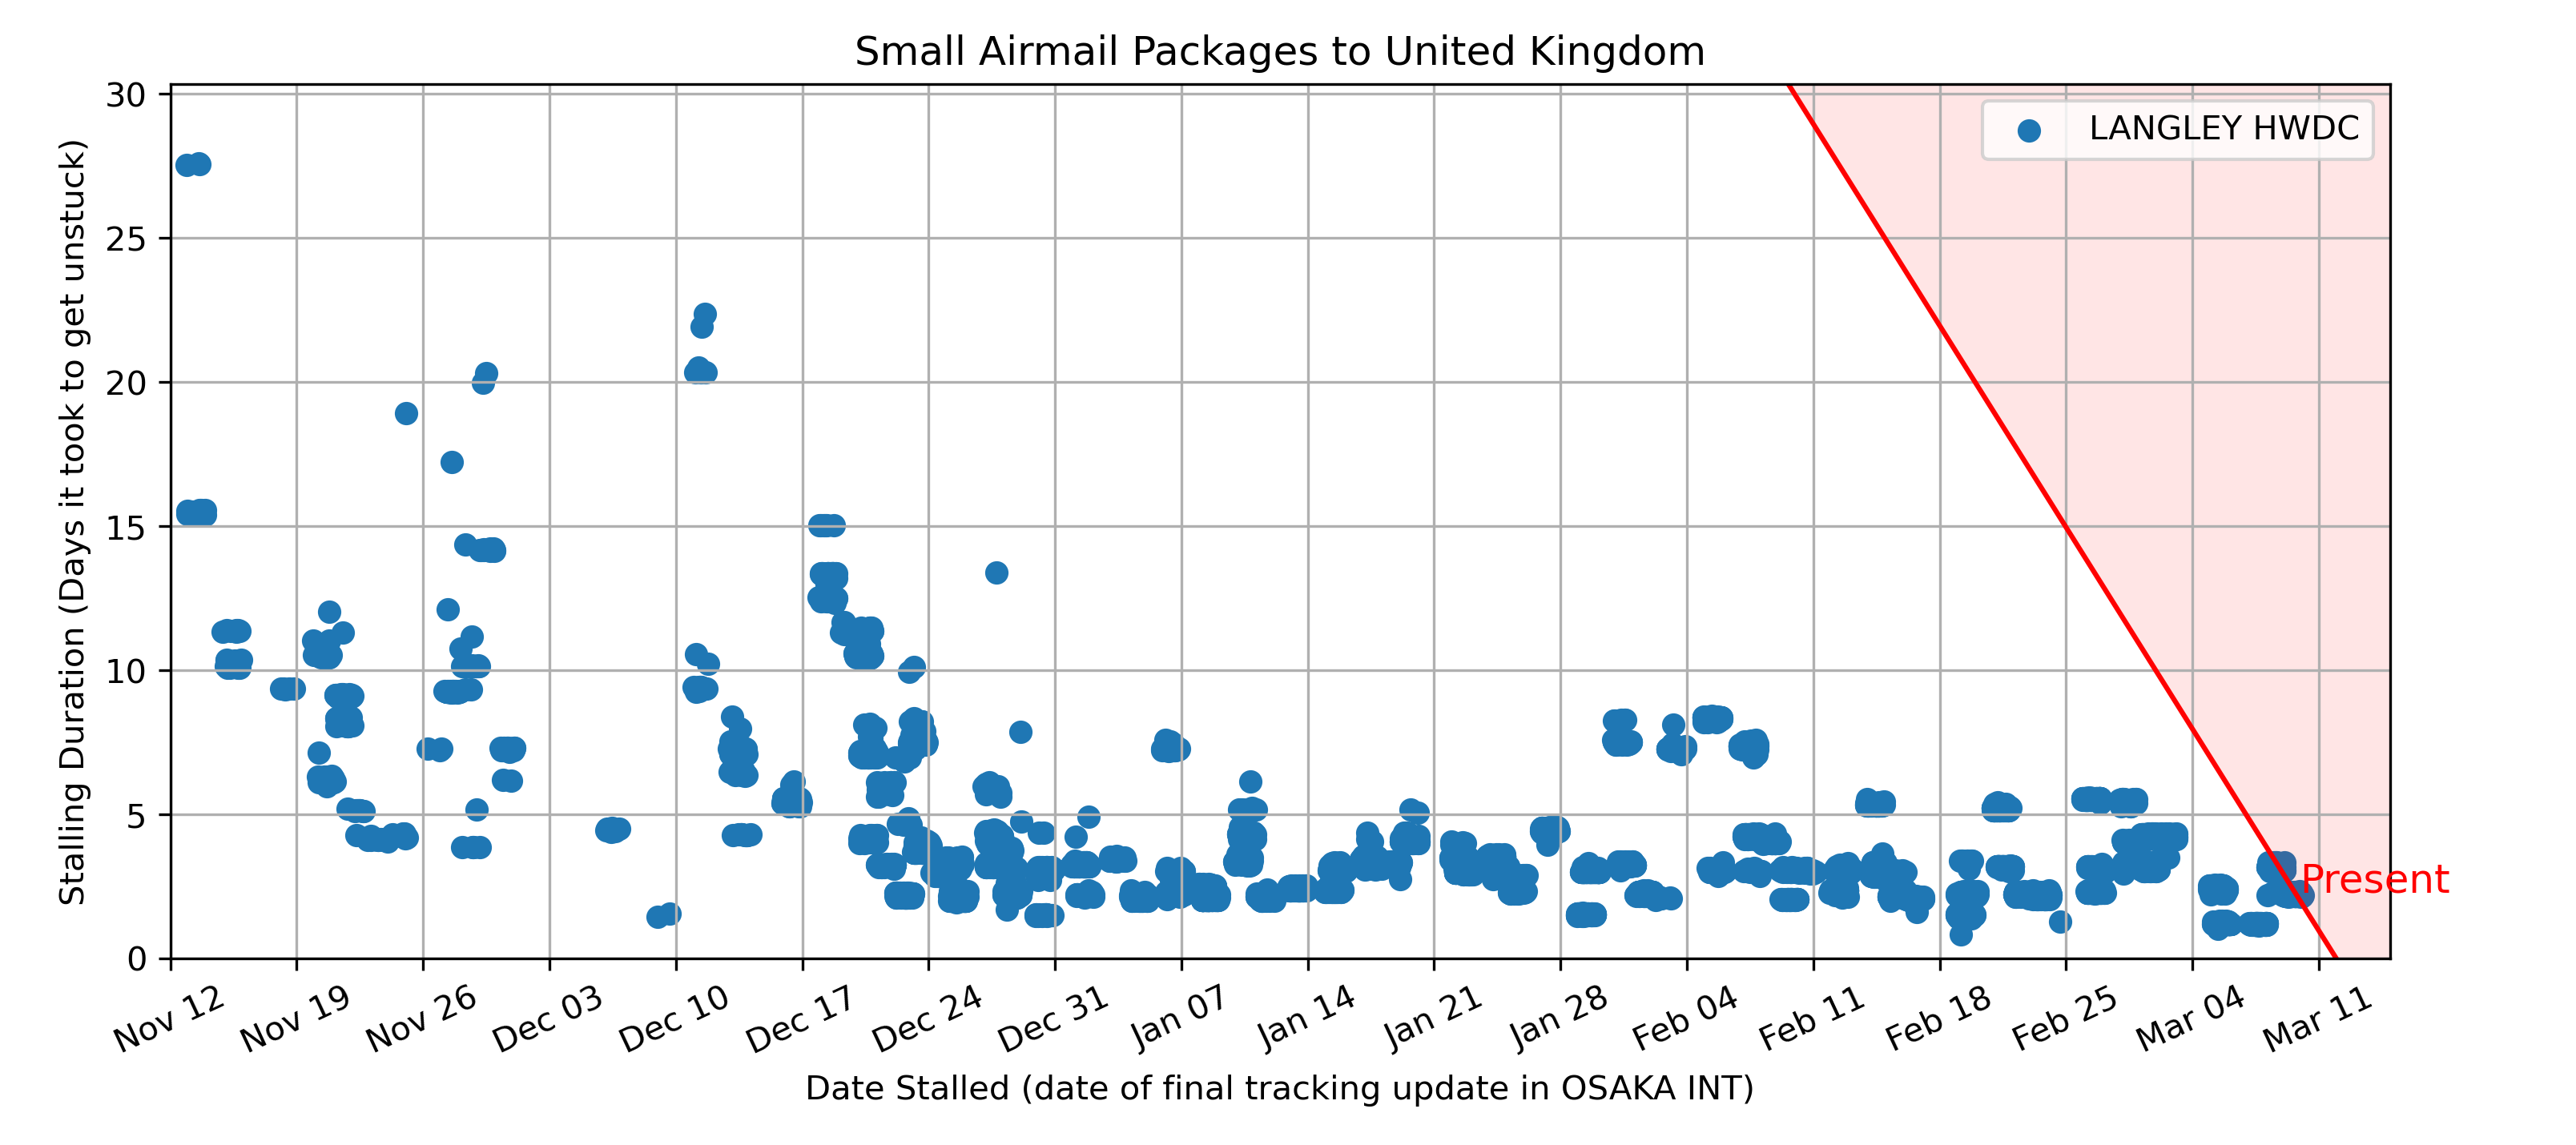 Small Airmail Packages to United Kingdom
LANGLEY HWDC
Stalling Duration (Days it took to get unstuck)
30
25
20
15
10
5
0
Present
Nov 12
Nov 19
Nov 26
Dec 03
Dec 10
Dec 17
Dec 24
Dec 31
Jan 07
Jan 14
Jan 21
Jan 28
Feb 04
Feb 11
Feb 18
Feb 25
Mar 04
Mar 11
Date Stalled (date of final tracking update in OSAKA INT)